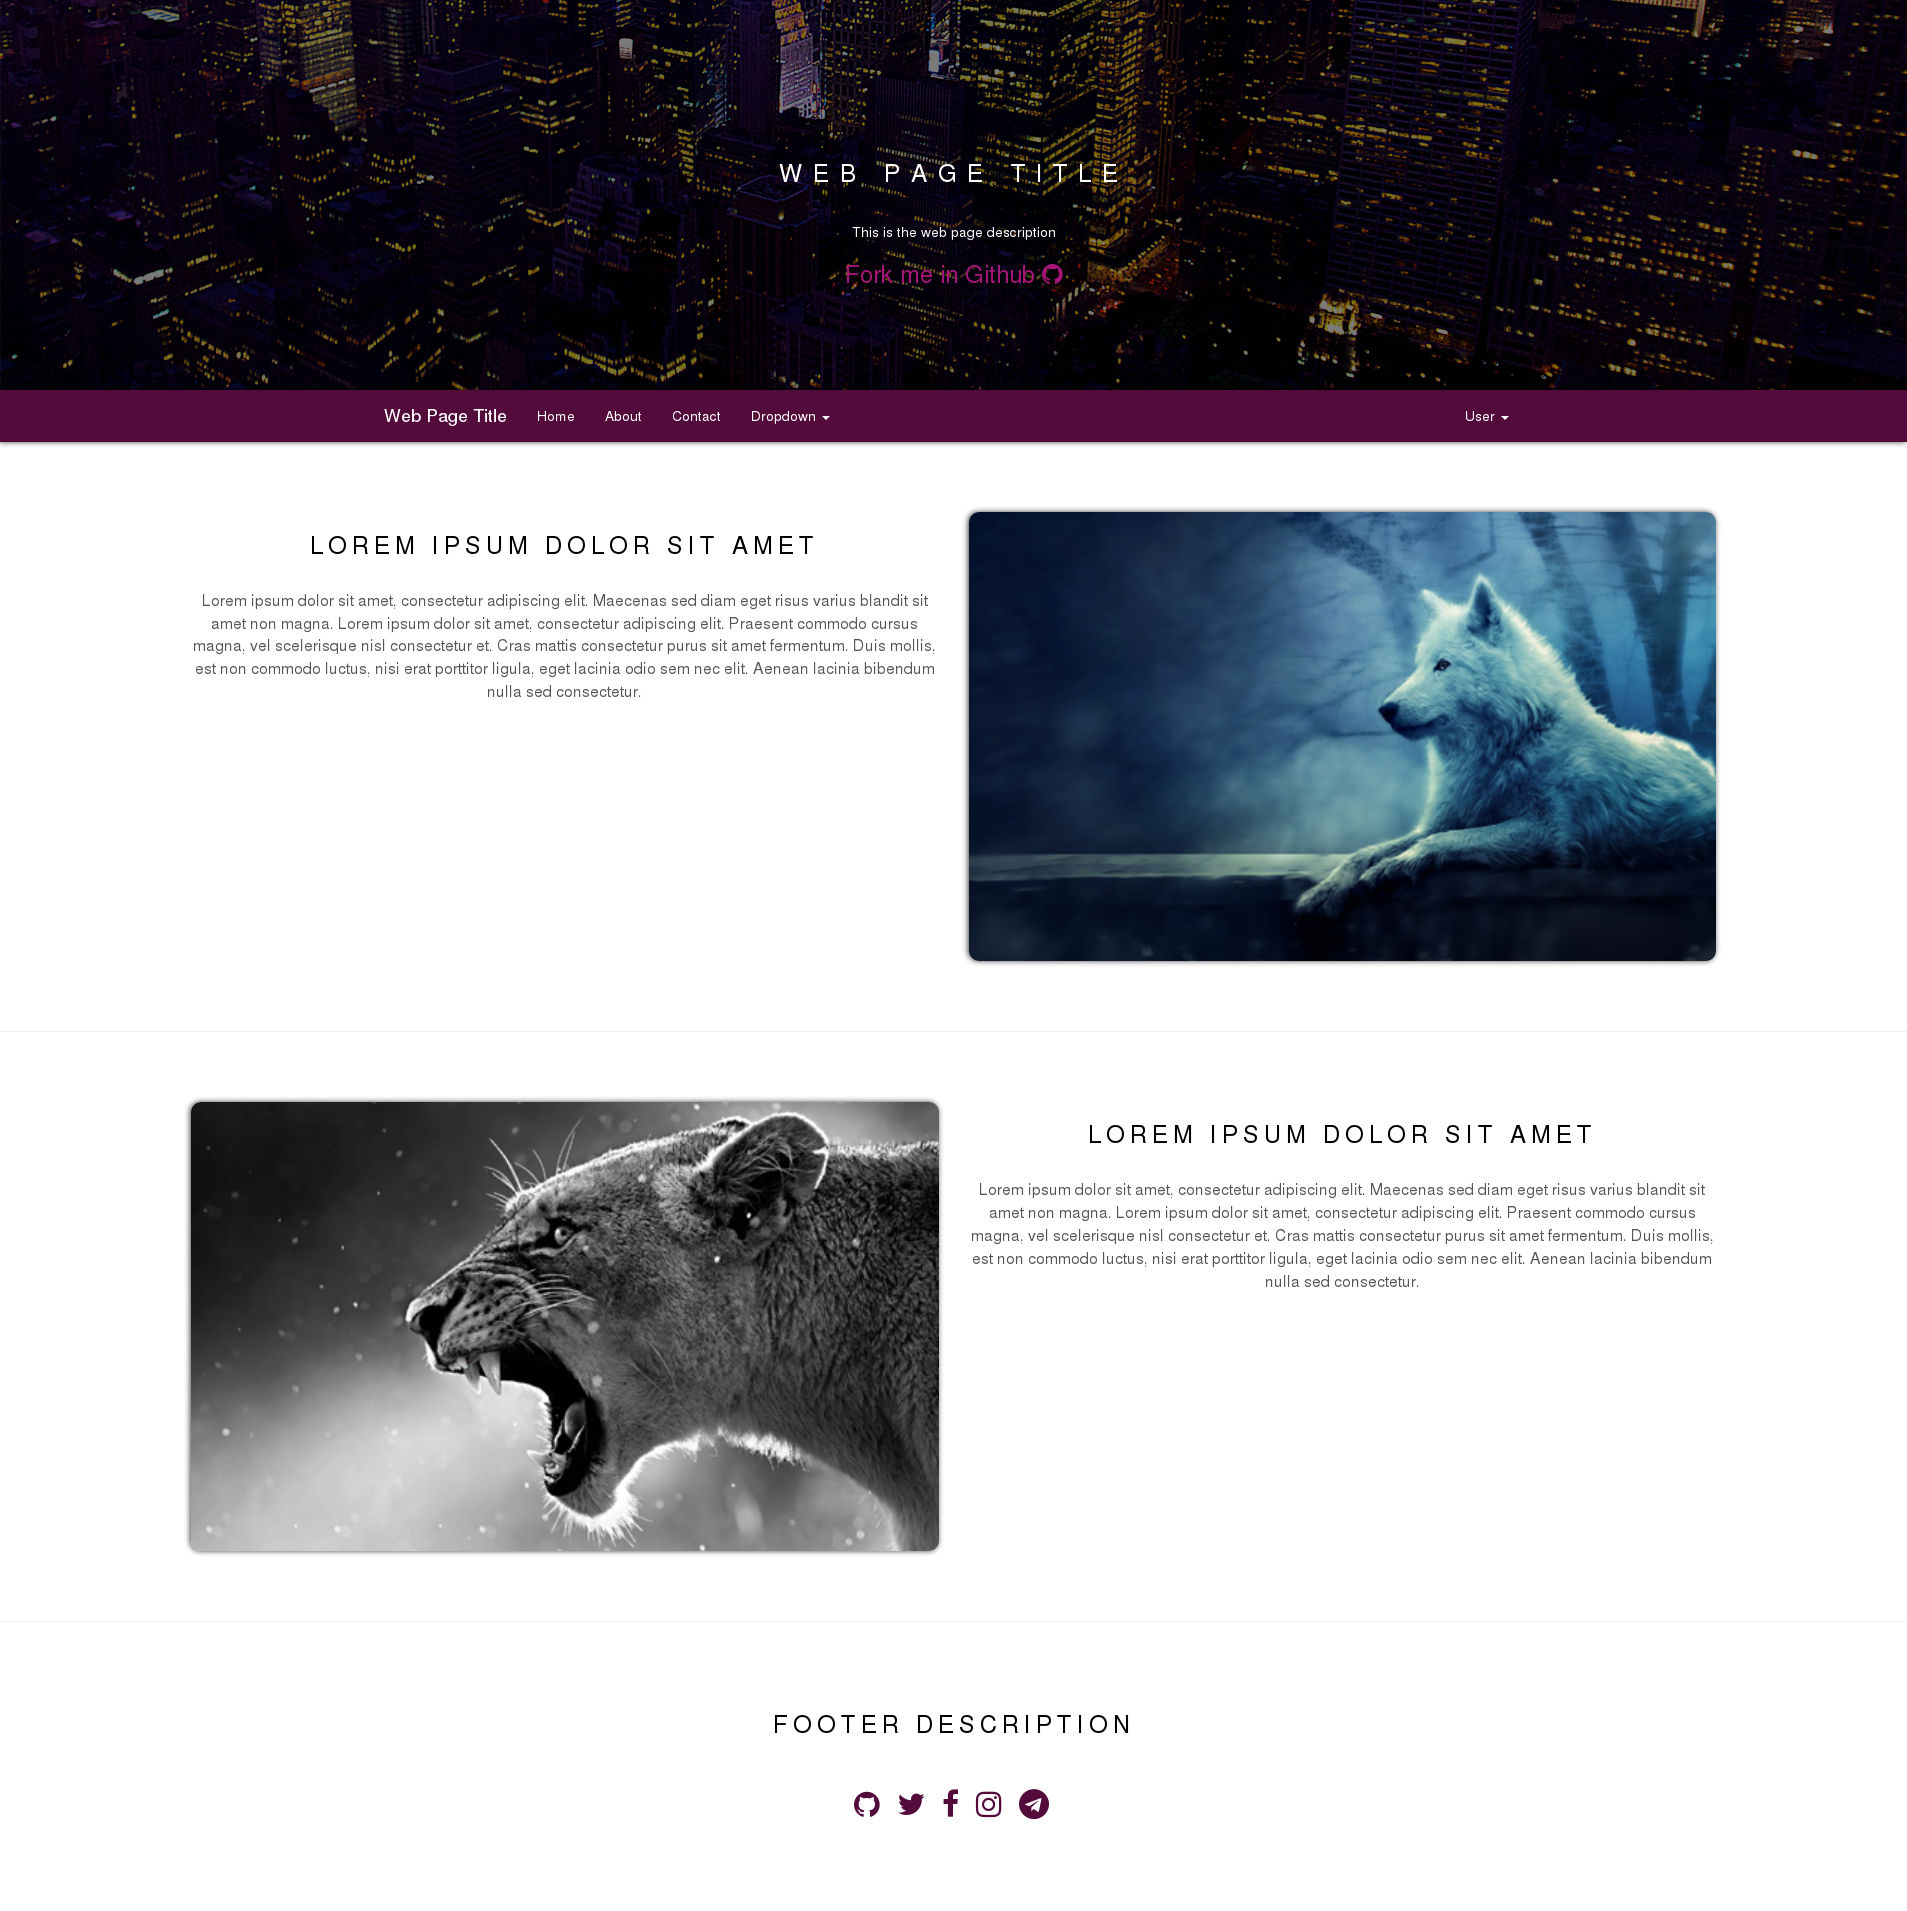 WEB PAGE TITLE
This is the web page description
Fork me in Github
Web Page Title Home About Contact Dropdown User
LOREM IPSUM DOLOR SIT AMET
Lorem ipsum dolor sit amet, consectetur adipiscing elit. Maecenas sed diam eget risus varius blandit sit
amet non magna. Lorem ipsum dolor sit amet, consectetur adipiscing elit. Praesent commodo cursus
magna, vel scelerisque nisl consectetur et. Cras mattis consectetur purus sit amet fermentum. Duis mollis,
est non commodo luctus, nisi erat porttitor ligula, eget lacinia odio sem nec elit. Aenean lacinia bibendum
nulla sed consectetur.
LOREM IPSUM DOLOR SIT AMET
Lorem ipsum dolor sit amet, consectetur adipiscing elit. Maecenas sed diam eget risus varius blandit sit
amet non magna. Lorem ipsum dolor sit amet, consectetur adipiscing elit. Praesent commodo cursus
magna, vel scelerisque nisl consectetur et. Cras mattis consectetur purus sit amet fermentum. Duis mollis,
est non commodo luctus, nisi erat porttitor ligula, eget lacinia odio sem nec elit. Aenean lacinia bibendum
nulla sed consectetur.
FOOTER DESCRIPTION